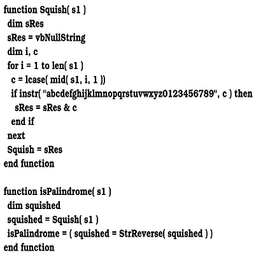 function Squish( s1 )
dim sRes
sRes = vbNullString
dim i, c
for i = 1 to len( s1 )
c = lcase( mid( s1, i, 1 ))
if instr( "abcdefghijklmnopqrstuvwxyz0123456789", c ) then
sRes = sRes & c
end if
next
Squish = sRes
end function

function isPalindrome( s1 )
dim squished
squished = Squish( s1 )
isPalindrome = ( squished = StrReverse( squished ) )
end function